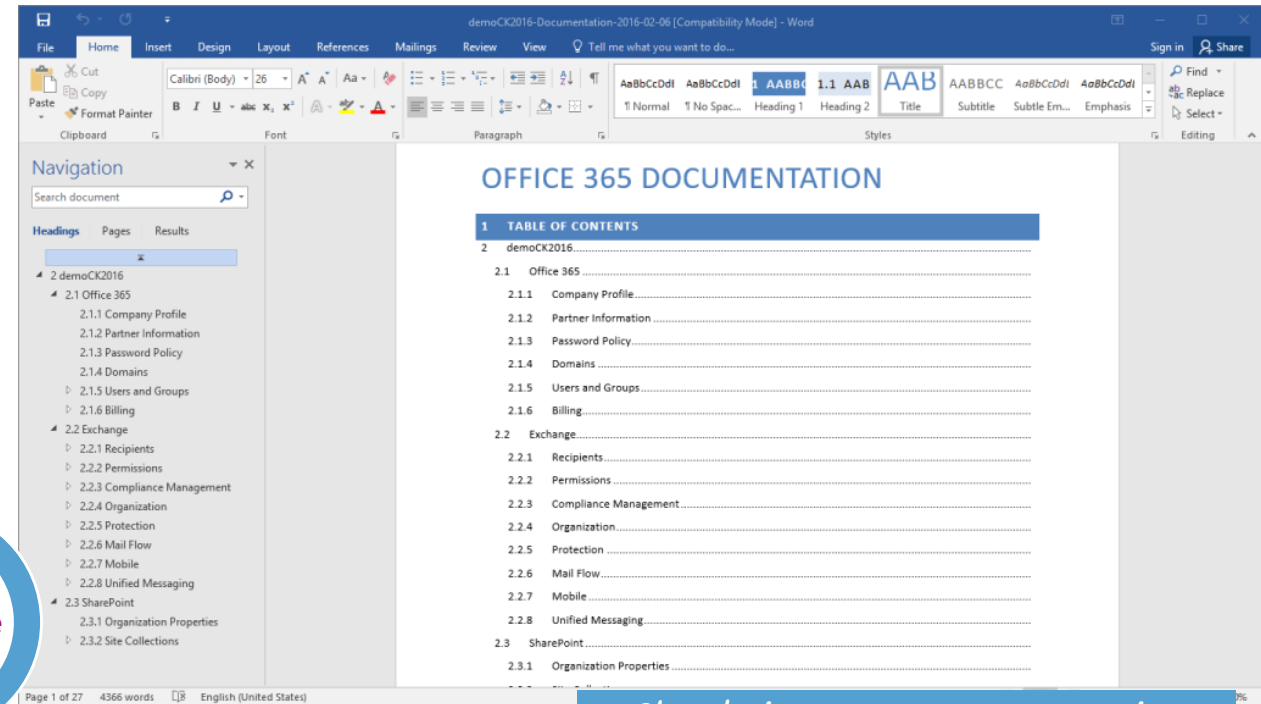 demoCK2016-Documentation-2016-02-06 [Compatibility Mode] - Word
File Home Insert Design Layout References Mailings Review View Tell me what you want to do... Sign in Share
Cut
Copy
Format Painter
Paste
Clipboard
Calibri (Body) 26 A A Aa
B I U abc x₂ x² A A
Font
Paragraph
AaBbCcDdI AaBbCcDdI 1 AABBC 1.1 AAB AAB AABBCC AaBbCcDdI AaBbCcDdI
¶ Normal ¶ No Spac... Heading 1 Heading 2 Title Subtitle Subtle Em... Emphasis
Styles
Find
Replace
Select
Editing
Navigation
Search document
Headings Pages Results
2 demoCK2016
2.1 Office 365
2.1.1 Company Profile
2.1.2 Partner Information
2.1.3 Password Policy
2.1.4 Domains
2.1.5 Users and Groups
2.1.6 Billing
2.2 Exchange
2.2.1 Recipients
2.2.2 Permissions
2.2.3 Compliance Management
2.2.4 Organization
2.2.5 Protection
2.2.6 Mail Flow
2.2.7 Mobile
2.2.8 Unified Messaging
2.3 SharePoint
2.3.1 Organization Properties
2.3.2 Site Collections
OFFICE 365 DOCUMENTATION
1 TABLE OF CONTENTS
2 demoCK2016
2.1 Office 365
2.1.1 Company Profile
2.1.2 Partner Information
2.1.3 Password Policy
2.1.4 Domains
2.1.5 Users and Groups
2.1.6 Billing
2.2 Exchange
2.2.1 Recipients
2.2.2 Permissions
2.2.3 Compliance Management
2.2.4 Organization
2.2.5 Protection
2.2.6 Mail Flow
2.2.7 Mobile
2.2.8 Unified Messaging
2.3 SharePoint
2.3.1 Organization Properties
Page 1 of 27 4366 words English (United States)